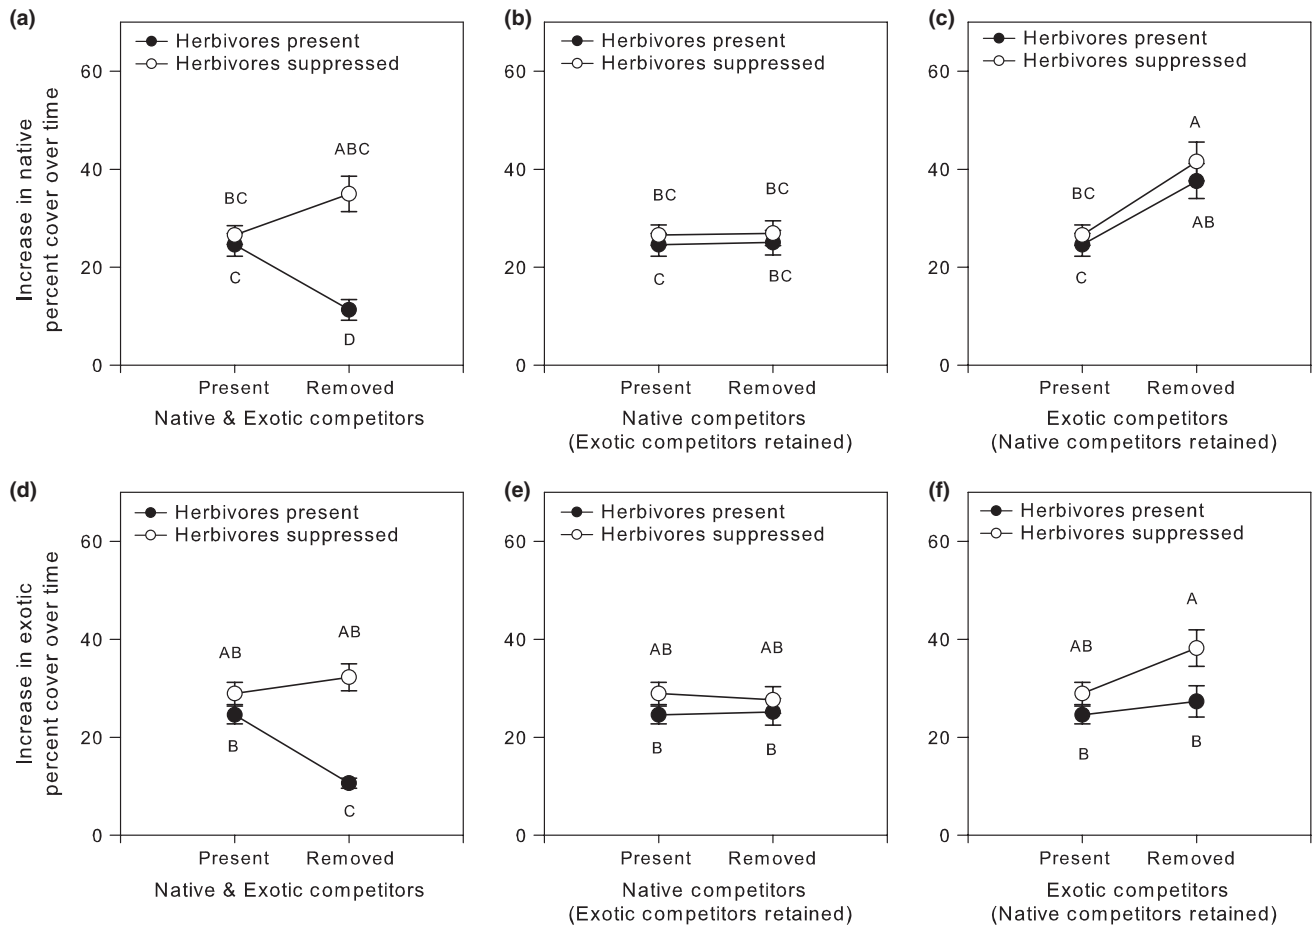 (a)
Herbivores present
Herbivores suppressed
60
40
20
0
Increase in native
percent cover over time
ABC
BC
C
D
Present Removed
Native & Exotic competitors
(b)
Herbivores present
Herbivores suppressed
60
40
20
0
BC BC
C BC
Present Removed
Native competitors
(Exotic competitors retained)
(c)
Herbivores present
Herbivores suppressed
60
40
20
0
A
BC
AB
C
Present Removed
Exotic competitors
(Native competitors retained)
(d)
Herbivores present
Herbivores suppressed
60
40
20
0
Increase in exotic
percent cover over time
AB AB
B
C
Present Removed
Native & Exotic competitors
(e)
Herbivores present
Herbivores suppressed
60
40
20
0
AB AB
B B
Present Removed
Native competitors
(Exotic competitors retained)
(f)
Herbivores present
Herbivores suppressed
60
40
20
0
A
AB
B B
Present Removed
Exotic competitors
(Native competitors retained)